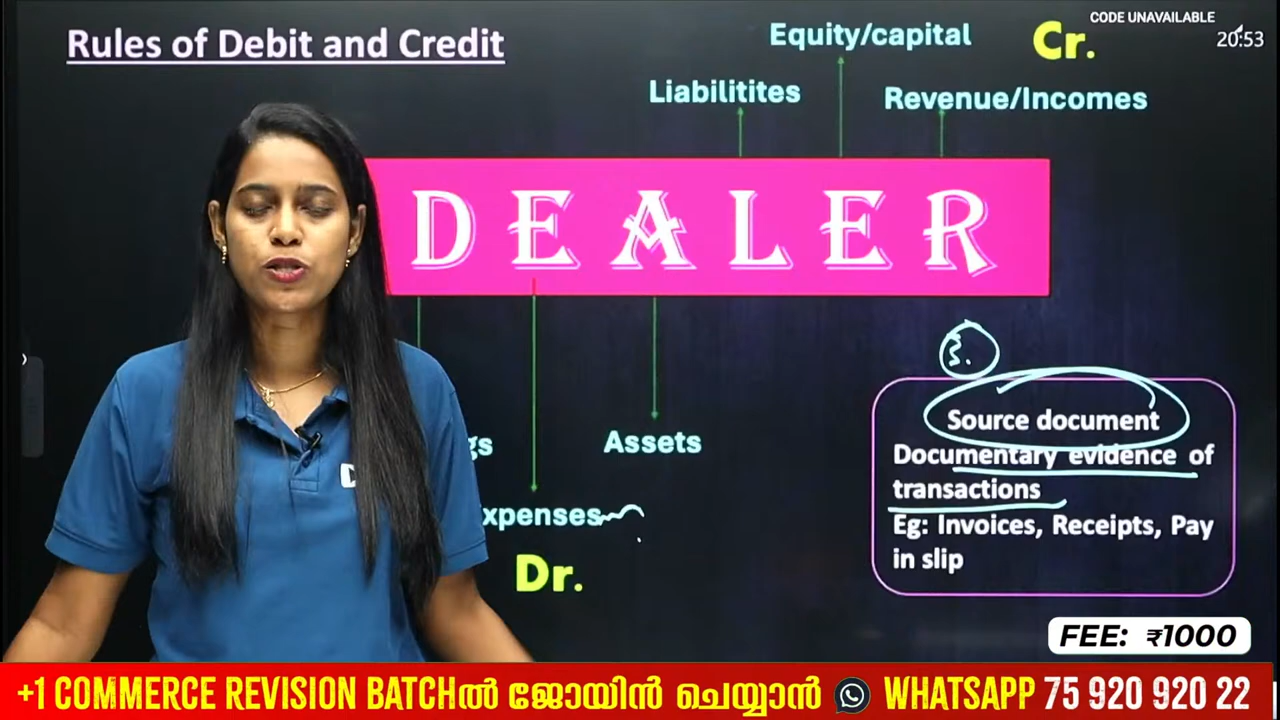 CODE UNAVAILABLE
20:53
Rules of Debit and Credit
Equity/capital
Cr.
Liabilitites
Revenue/Incomes
DEALER
3.
gs
Assets
xpenses
Dr.
Source document
Documentary evidence of
transactions
Eg: Invoices, Receipts, Pay
in slip
FEE: ₹1000
+1 COMMERCE REVISION BATCHൽ ജോയിൻ ചെയ്യാൻ WHATSAPP 75 920 920 22